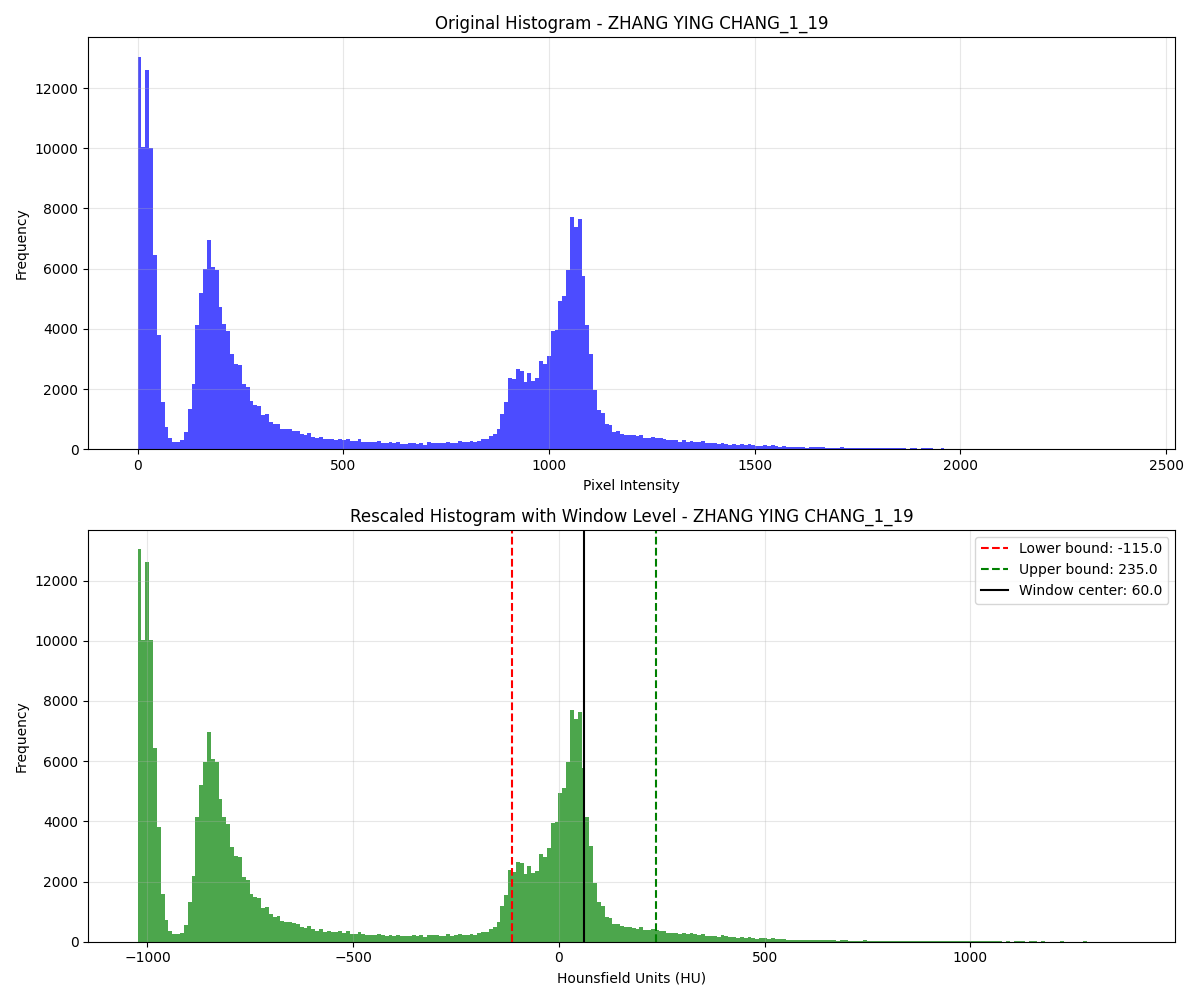 Original Histogram - ZHANG YING CHANG_1_19
12000
10000
8000
6000
4000
2000
0
Frequency
0 500 1000 1500 2000 2500
Pixel Intensity
Rescaled Histogram with Window Level - ZHANG YING CHANG_1_19
Lower bound: -115.0
Upper bound: 235.0
Window center: 60.0
12000
10000
8000
6000
4000
2000
0
Frequency
−1000 −500 0 500 1000
Hounsfield Units (HU)